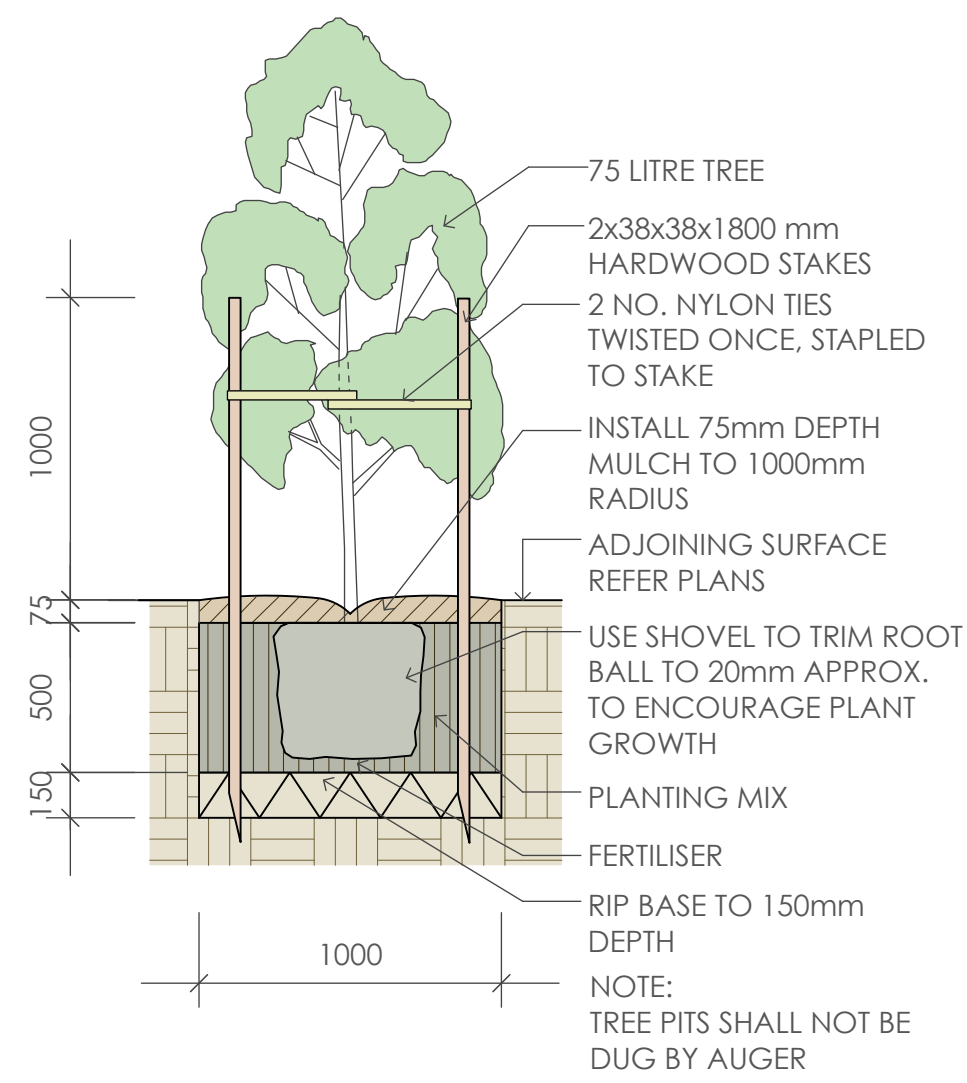 75 LITRE TREE
2x38x38x1800 mm
HARDWOOD STAKES
2 NO. NYLON TIES
TWISTED ONCE, STAPLED
TO STAKE
INSTALL 75mm DEPTH
MULCH TO 1000mm
RADIUS
ADJOINING SURFACE
REFER PLANS
USE SHOVEL TO TRIM ROOT
BALL TO 20mm APPROX.
TO ENCOURAGE PLANT
GROWTH
PLANTING MIX
FERTILISER
RIP BASE TO 150mm
DEPTH
NOTE:
TREE PITS SHALL NOT BE
DUG BY AUGER
1000
75
500
150
1000